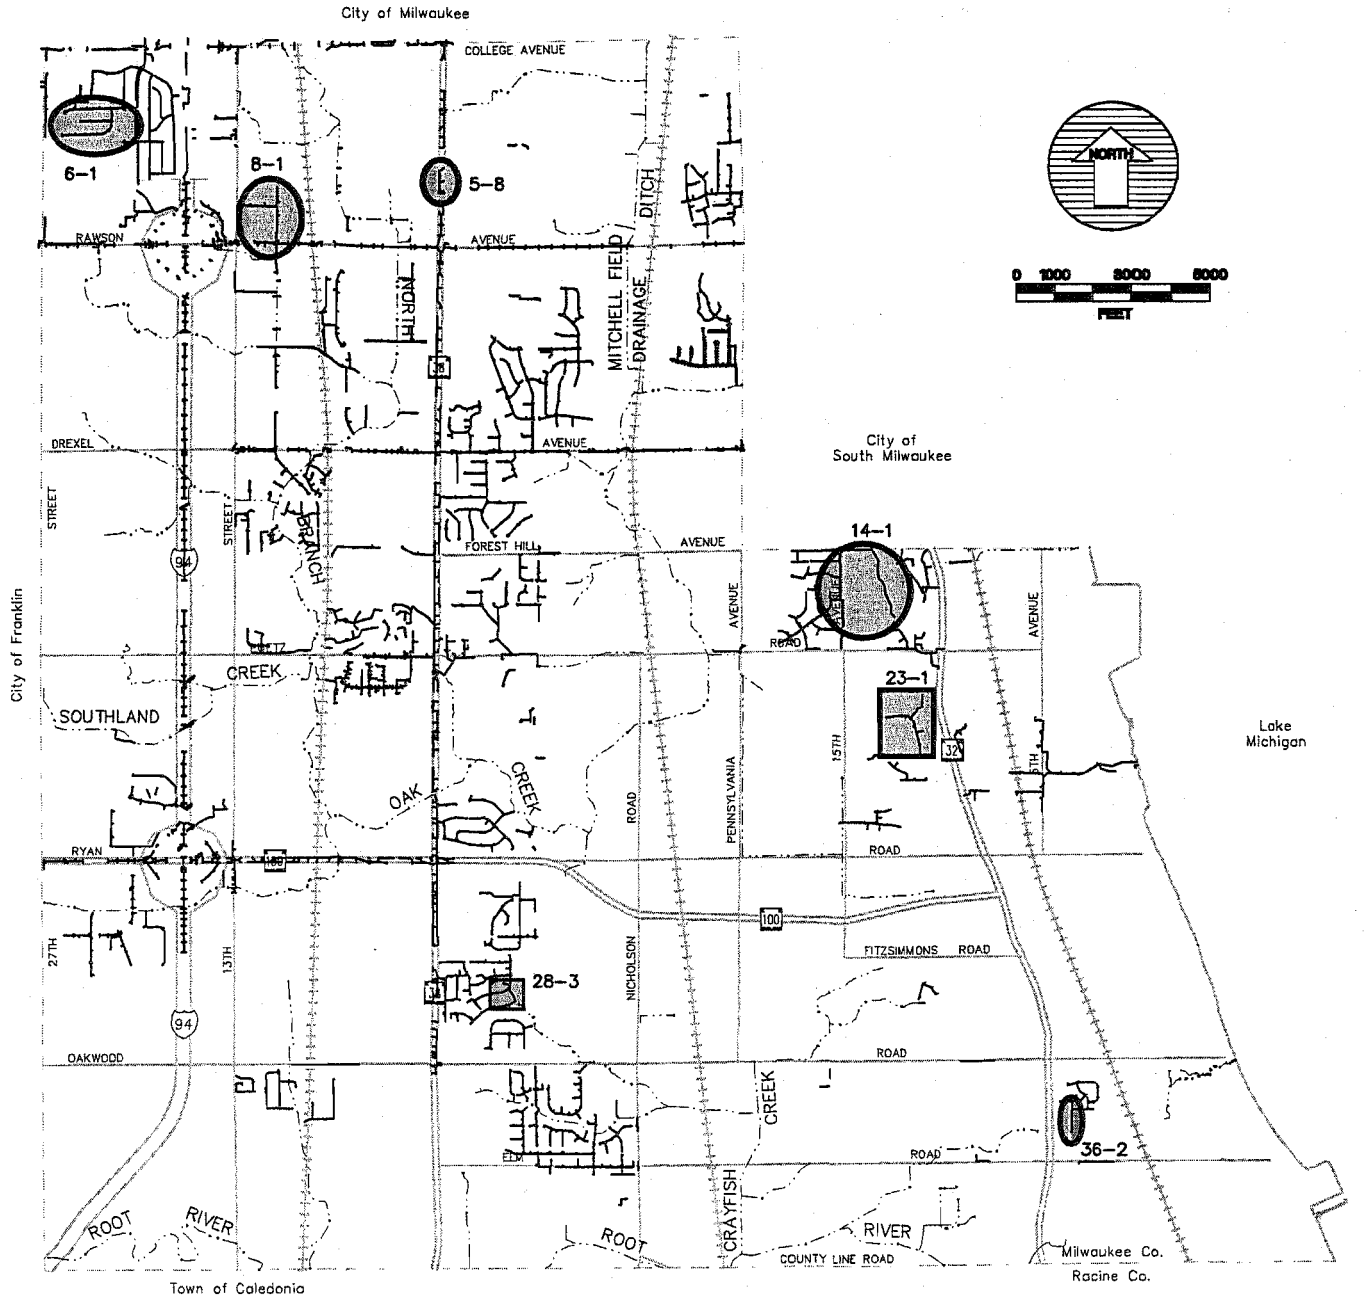 City of Milwaukee
COLLEGE AVENUE
6-1
8-1
5-8
NORTH
DITCH
RAWSON
AVENUE
MITCHELL FIELD
DRAINAGE
NORTH
0 1000 3000 5000
FEET
38
DREXEL
AVENUE
City of
South Milwaukee
STREET
STREET
BRANCH
14-1
FOREST HILL
AVENUE
94
City of Franklin
AVENUE
AVENUE
AVENUE
ROAD
CREEK
23-1
SOUTHLAND
Lake
Michigan
15TH
32
5TH
OAK
CREEK
ROAD
PENNSYLVANIA
RYAN
100
ROAD
100
27TH
13TH
NICHOLSON
FITZSIMMONS ROAD
28-3
94
OAKWOOD
ROAD
CREEK
36-2
ELM
ROAD
CRAYFISH
ROOT
RIVER
ROOT
RIVER
COUNTY LINE ROAD
Milwaukee Co.
Racine Co.
Town of Caledonia